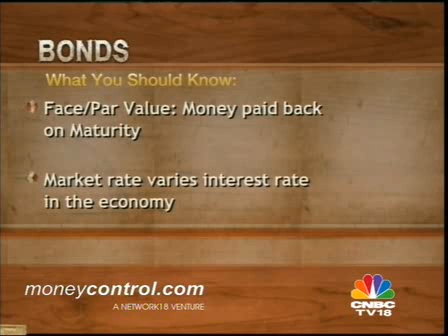 BONDS
What You Should Know:
Face/Par Value: Money paid back
on Maturity
Market rate varies interest rate
in the economy
moneycontrol.com
A NETWORK18 VENTURE
CNBC
TV18